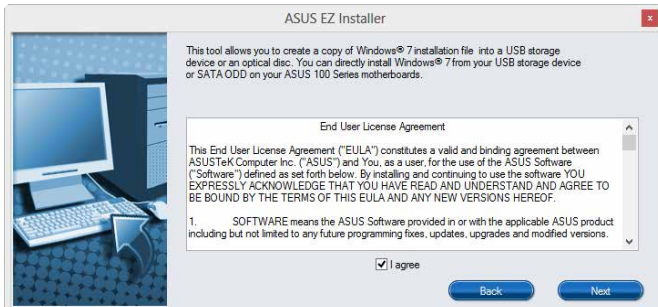 ASUS EZ Installer
x
This tool allows you to create a copy of Windows® 7 installation file into a USB storage
device or an optical disc. You can directly install Windows® 7 from your USB storage device
or SATA ODD on your ASUS 100 Series motherboards.
End User License Agreement
This End User License Agreement ("EULA") constitutes a valid and binding agreement between
ASUSTeK Computer Inc. ("ASUS") and You, as a user, for the use of the ASUS Software
("Software") defined as set forth below. By installing and continuing to use the software YOU
EXPRESSLY ACKNOWLEDGE THAT YOU HAVE READ AND UNDERSTAND AND AGREE TO
BE BOUND BY THE TERMS OF THIS EULA AND ANY NEW VERSIONS HEREOF.
1. SOFTWARE means the ASUS Software provided in or with the applicable ASUS product
including but not limited to any future programming fixes, updates, upgrades and modified versions.
I agree
Back Next